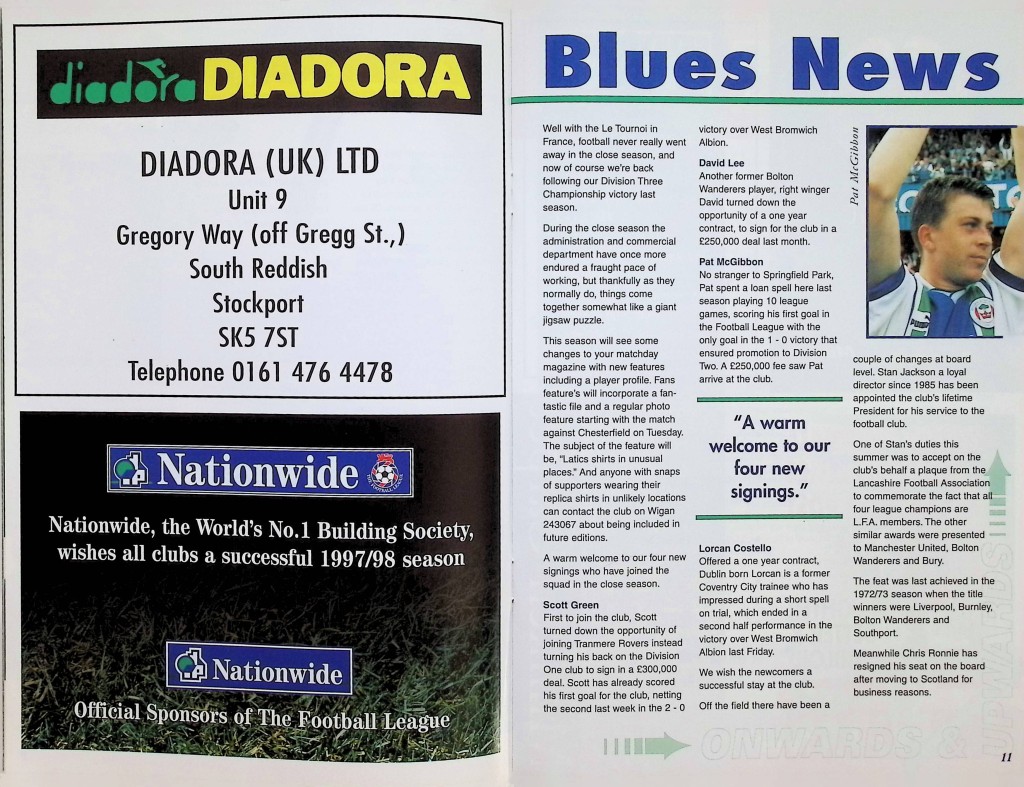 diadora DIADORA
DIADORA (UK) LTD
Unit 9
Gregory Way (off Gregg St.,)
South Reddish
Stockport
SK5 7ST
Telephone 0161 476 4478
Nationwide
THE FOOTBALL LEAGUE
Nationwide, the World's No.1 Building Society,
wishes all clubs a successful 1997/98 season
Nationwide
Official Sponsors of The Football League
Blues News
Well with the Le Tournoi in
France, football never really went
away in the close season, and
now of course we're back
following our Division Three
Championship victory last
season.
During the close season the
administration and commercial
department have once more
endured a fraught pace of
working, but thankfully as they
normally do, things come
together somewhat like a giant
jigsaw puzzle.
This season will see some
changes to your matchday
magazine with new features
including a player profile. Fans
feature's will incorporate a fan-
tastic file and a regular photo
feature starting with the match
against Chesterfield on Tuesday.
The subject of the feature will
be, "Latics shirts in unusual
places." And anyone with snaps
of supporters wearing their
replica shirts in unlikely locations
can contact the club on Wigan
243067 about being included in
future editions.
A warm welcome to our four new
signings who have joined the
squad in the close season.
Scott Green
First to join the club, Scott
turned down the opportunity of
joining Tranmere Rovers instead
turning his back on the Division
One club to sign in a £300,000
deal. Scott has already scored
his first goal for the club, netting
the second last week in the 2 - 0
victory over West Bromwich
Albion.
David Lee
Another former Bolton
Wanderers player, right winger
David turned down the
opportunity of a one year
contract, to sign for the club in a
£250,000 deal last month.
Pat McGibbon
No stranger to Springfield Park,
Pat spent a loan spell here last
season playing 10 league
games, scoring his first goal in
the Football League with the
only goal in the 1 - 0 victory that
ensured promotion to Division
Two. A £250,000 fee saw Pat
arrive at the club.
"A warm
welcome to our
four new
signings."
Lorcan Costello
Offered a one year contract,
Dublin born Lorcan is a former
Coventry City trainee who has
impressed during a short spell
on trial, which ended in a
second half performance in the
victory over West Bromwich
Albion last Friday.
We wish the newcomers a
successful stay at the club.
Off the field there have been a
Pat McGibbon
PUMA
couple of changes at board
level. Stan Jackson a loyal
director since 1985 has been
appointed the club's lifetime
President for his service to the
football club.
One of Stan's duties this
summer was to accept on the
club's behalf a plaque from the
Lancashire Football Association
to commemorate the fact that all
four league champions are
L.F.A. members. The other
similar awards were presented
to Manchester United, Bolton
Wanderers and Bury.
The feat was last achieved in the
1972/73 season when the title
winners were Liverpool, Burnley,
Bolton Wanderers and
Southport.
Meanwhile Chris Ronnie has
resigned his seat on the board
after moving to Scotland for
business reasons.
ONWARDS &
UPWARDS
11